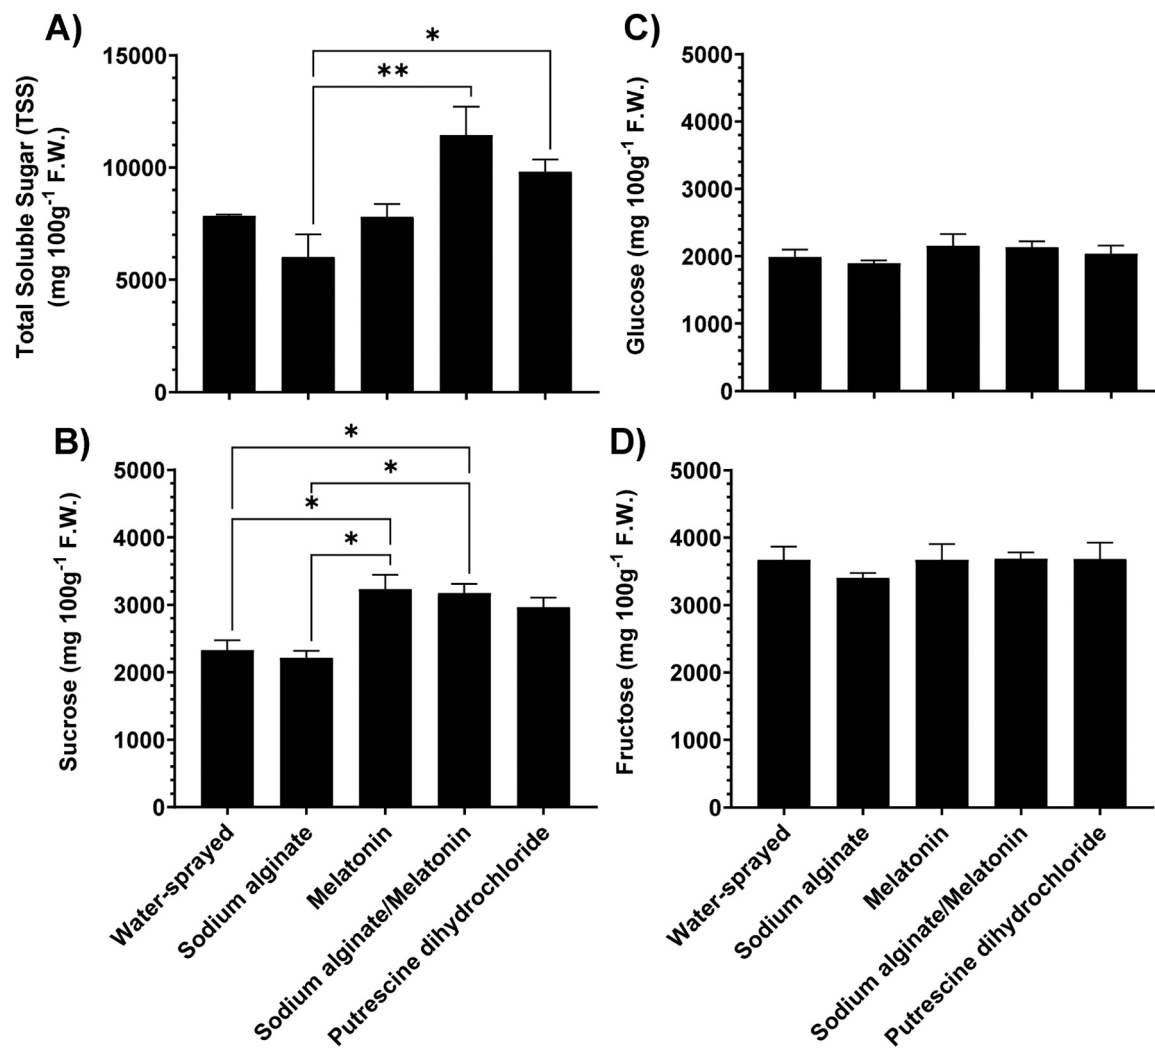 A)
Total Soluble Sugar (TSS)
(mg 100g⁻¹ F.W.)
15000
10000
5000
0
*
**
C)
Glucose (mg 100g⁻¹ F.W.)
5000
4000
3000
2000
1000
0
B)
Sucrose (mg 100g⁻¹ F.W.)
5000
4000
3000
2000
1000
0
*
*
*
*
Water-sprayed
Sodium alginate
Melatonin
Sodium alginate/Melatonin
Putrescine dihydrochloride
D)
Fructose (mg 100g⁻¹ F.W.)
5000
4000
3000
2000
1000
0
Water-sprayed
Sodium alginate
Melatonin
Sodium alginate/Melatonin
Putrescine dihydrochloride